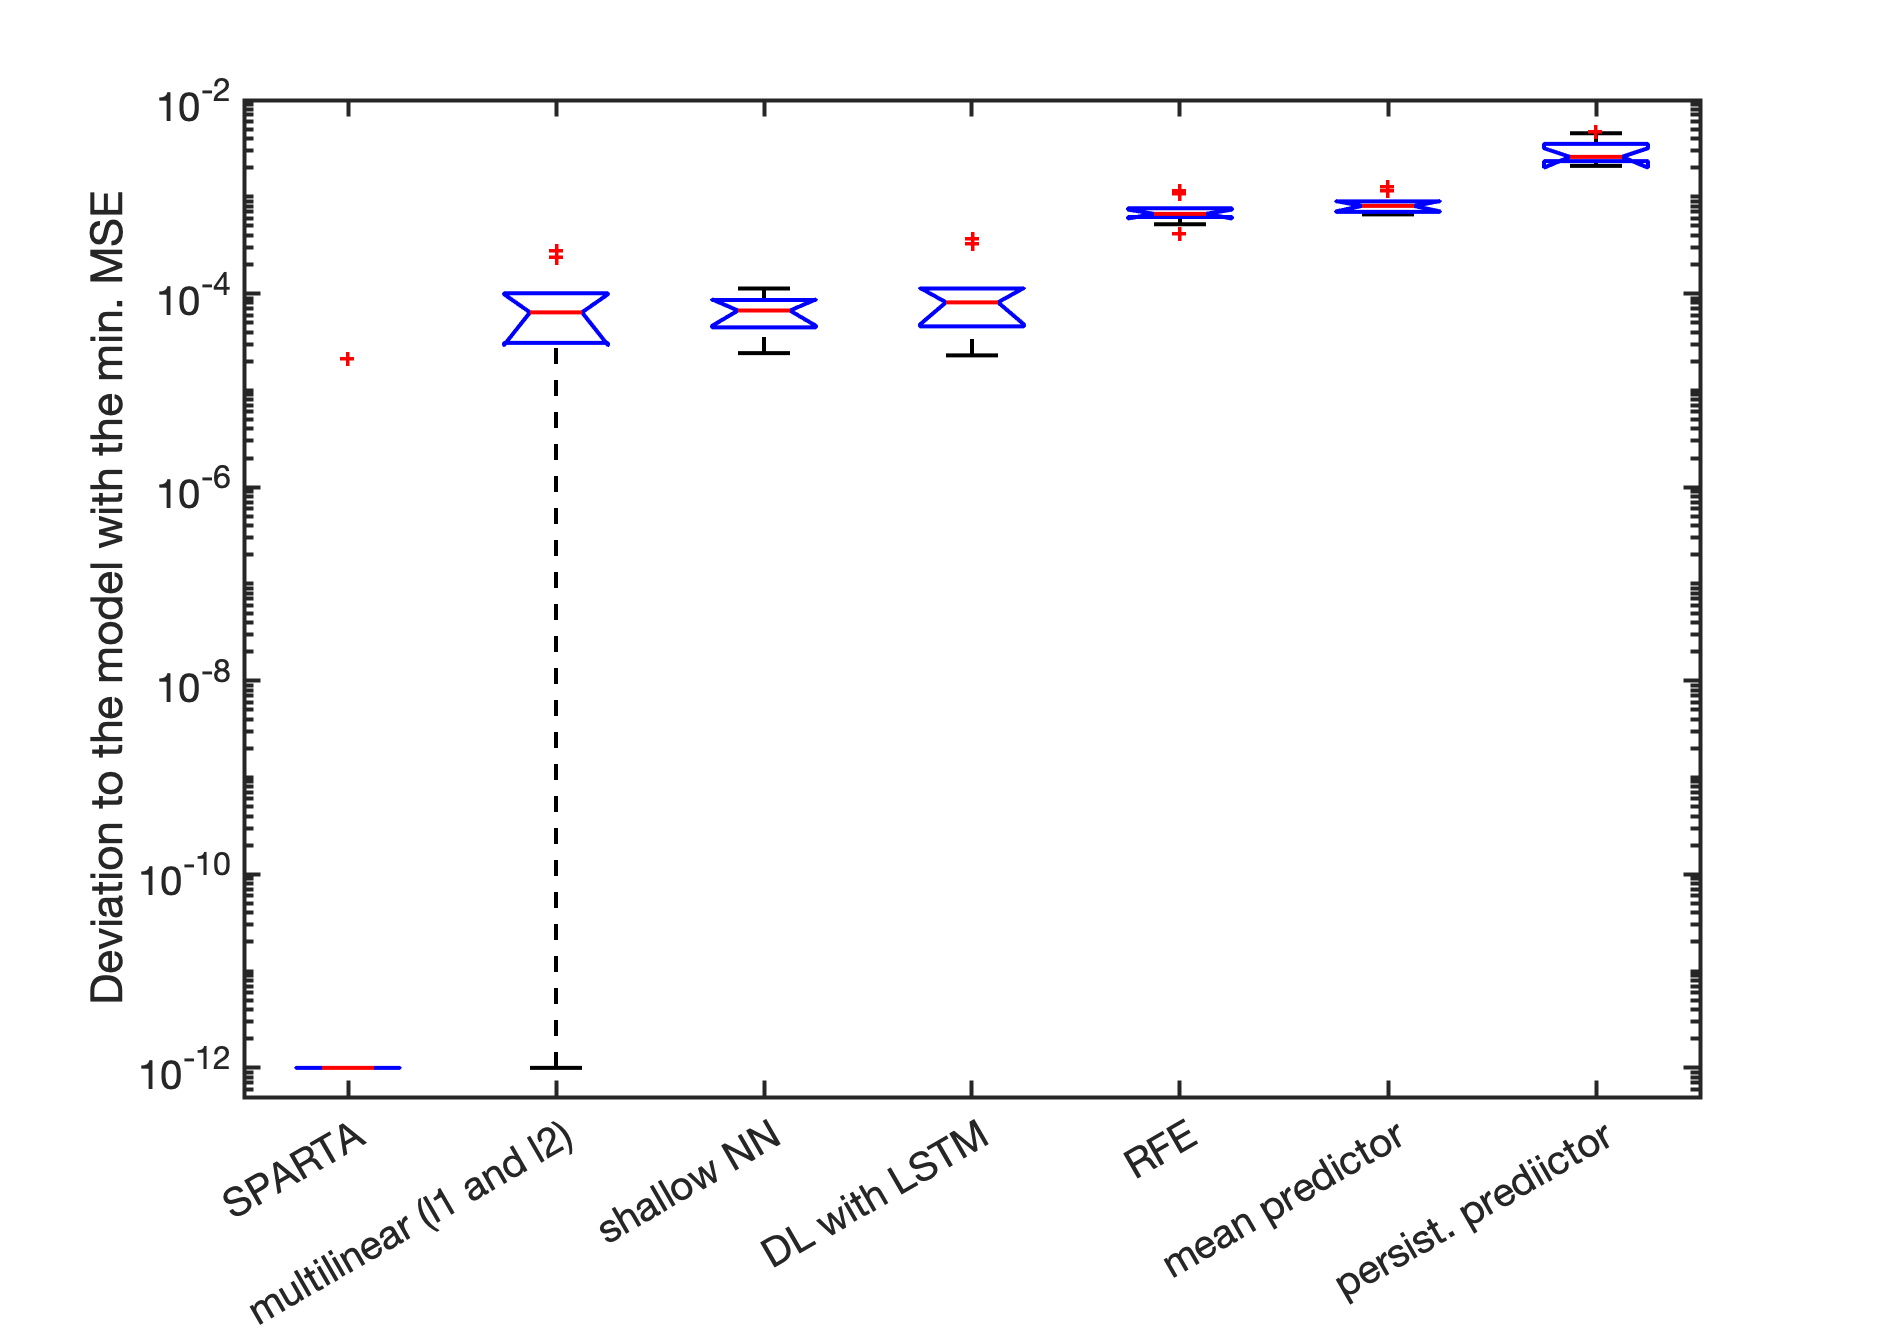 Deviation to the model with the min. MSE
10^-2
10^-4
10^-6
10^-8
10^-10
10^-12
SPARTA
multilinear (l1 and l2)
shallow NN
DL with LSTM
RFE
mean predictor
persist. prediictor